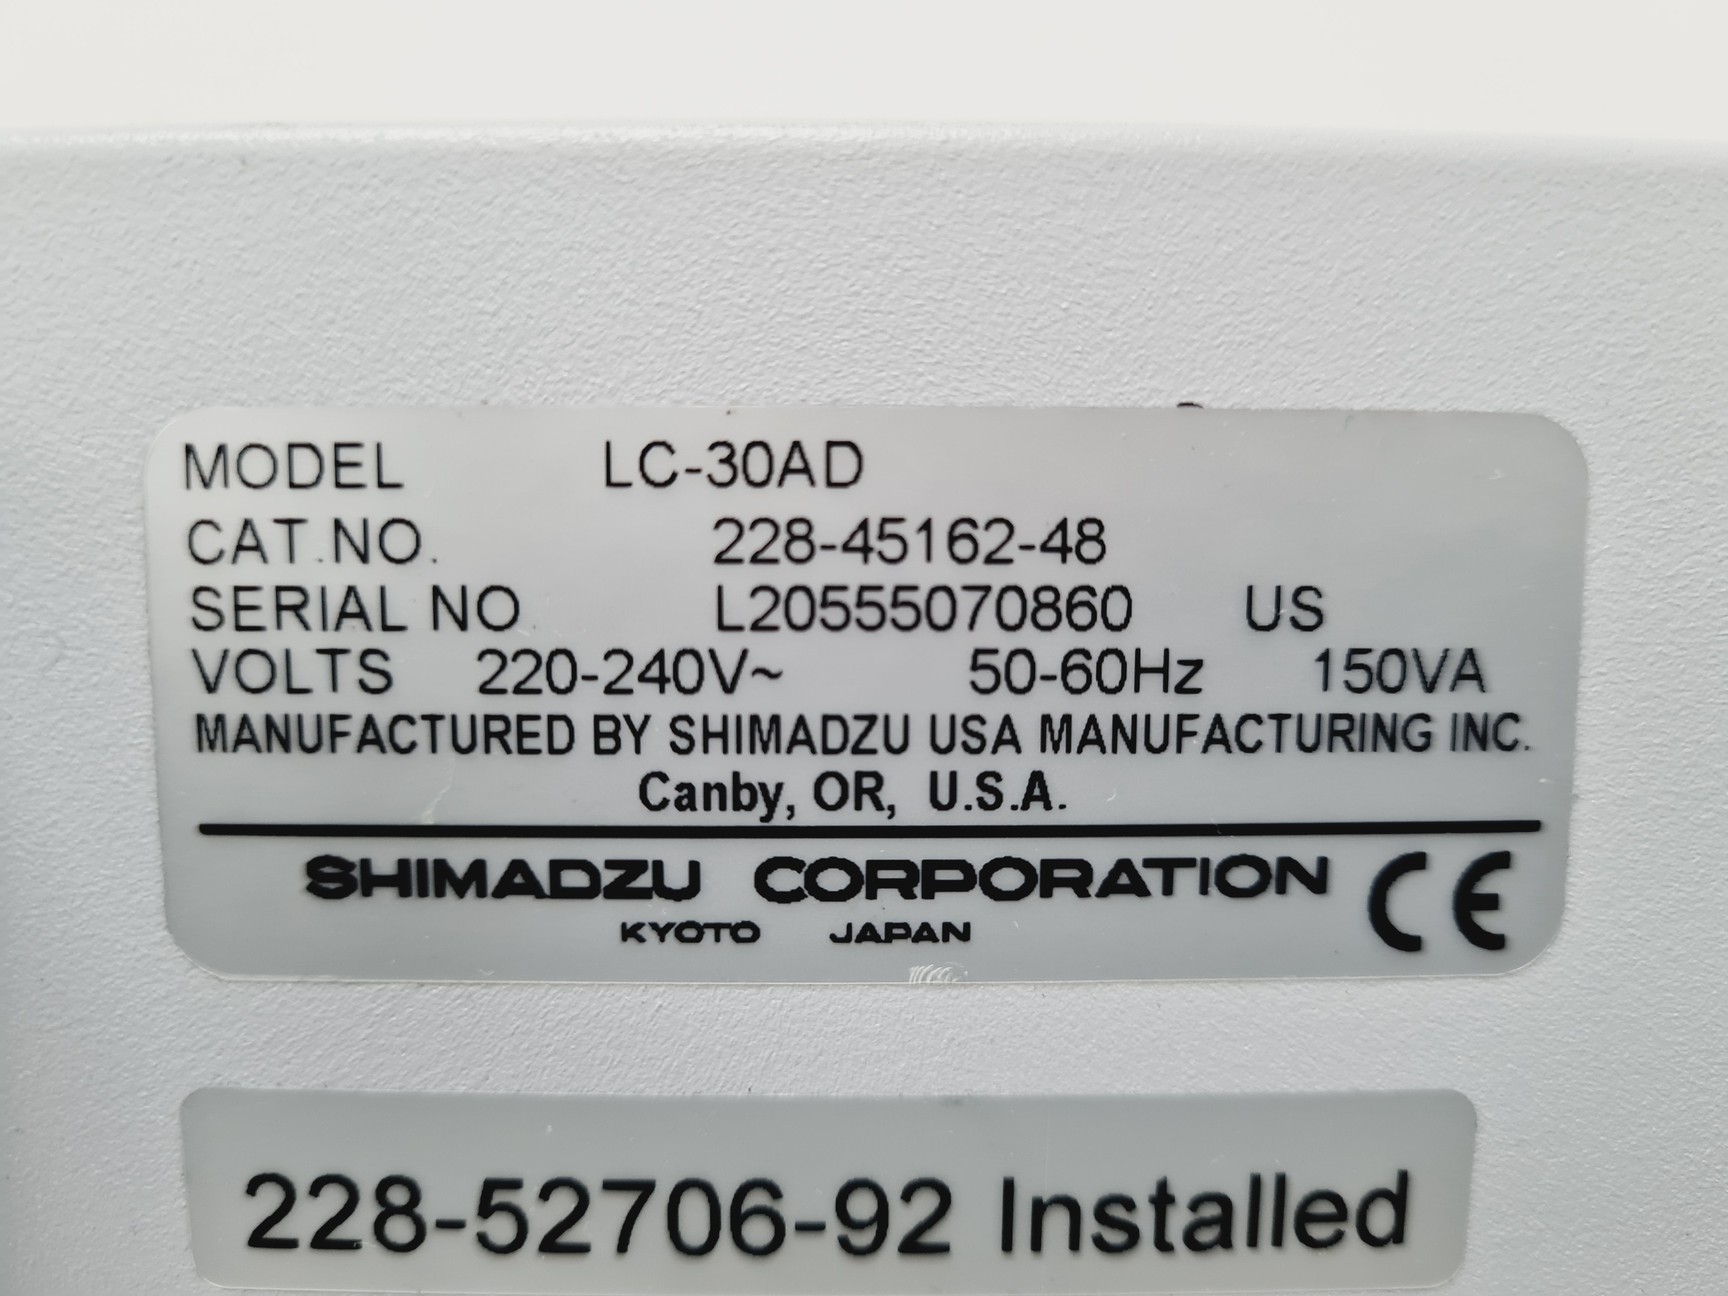 MODEL LC-30AD
CAT.NO. 228-45162-48
SERIAL NO L20555070860 US
VOLTS 220-240V~ 50-60Hz 150VA
MANUFACTURED BY SHIMADZU USA MANUFACTURING INC.
Canby, OR, U.S.A.
SHIMADZU CORPORATION CE
KYOTO JAPAN
228-52706-92 Installed